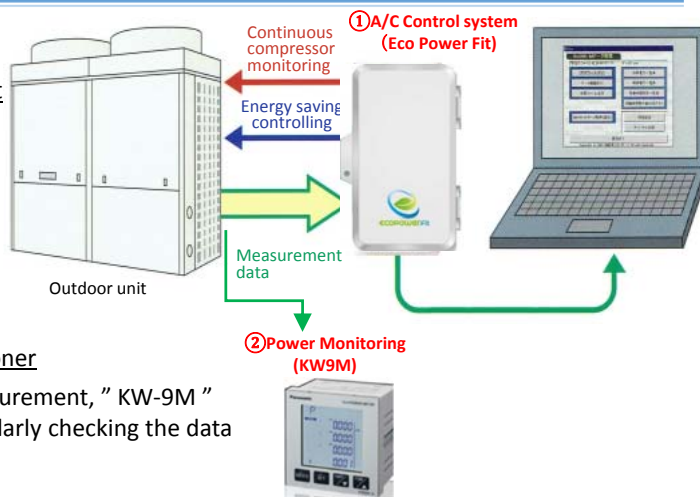 ①A/C Control system
(Eco Power Fit)
Continuous
compressor
monitoring
Energy saving
controlling
ECOPOWERFit
Measurement
data
Outdoor unit
②Power Monitoring
(KW9M)
Panasonic
ner
urement, ” KW-9M ”
larly checking the data